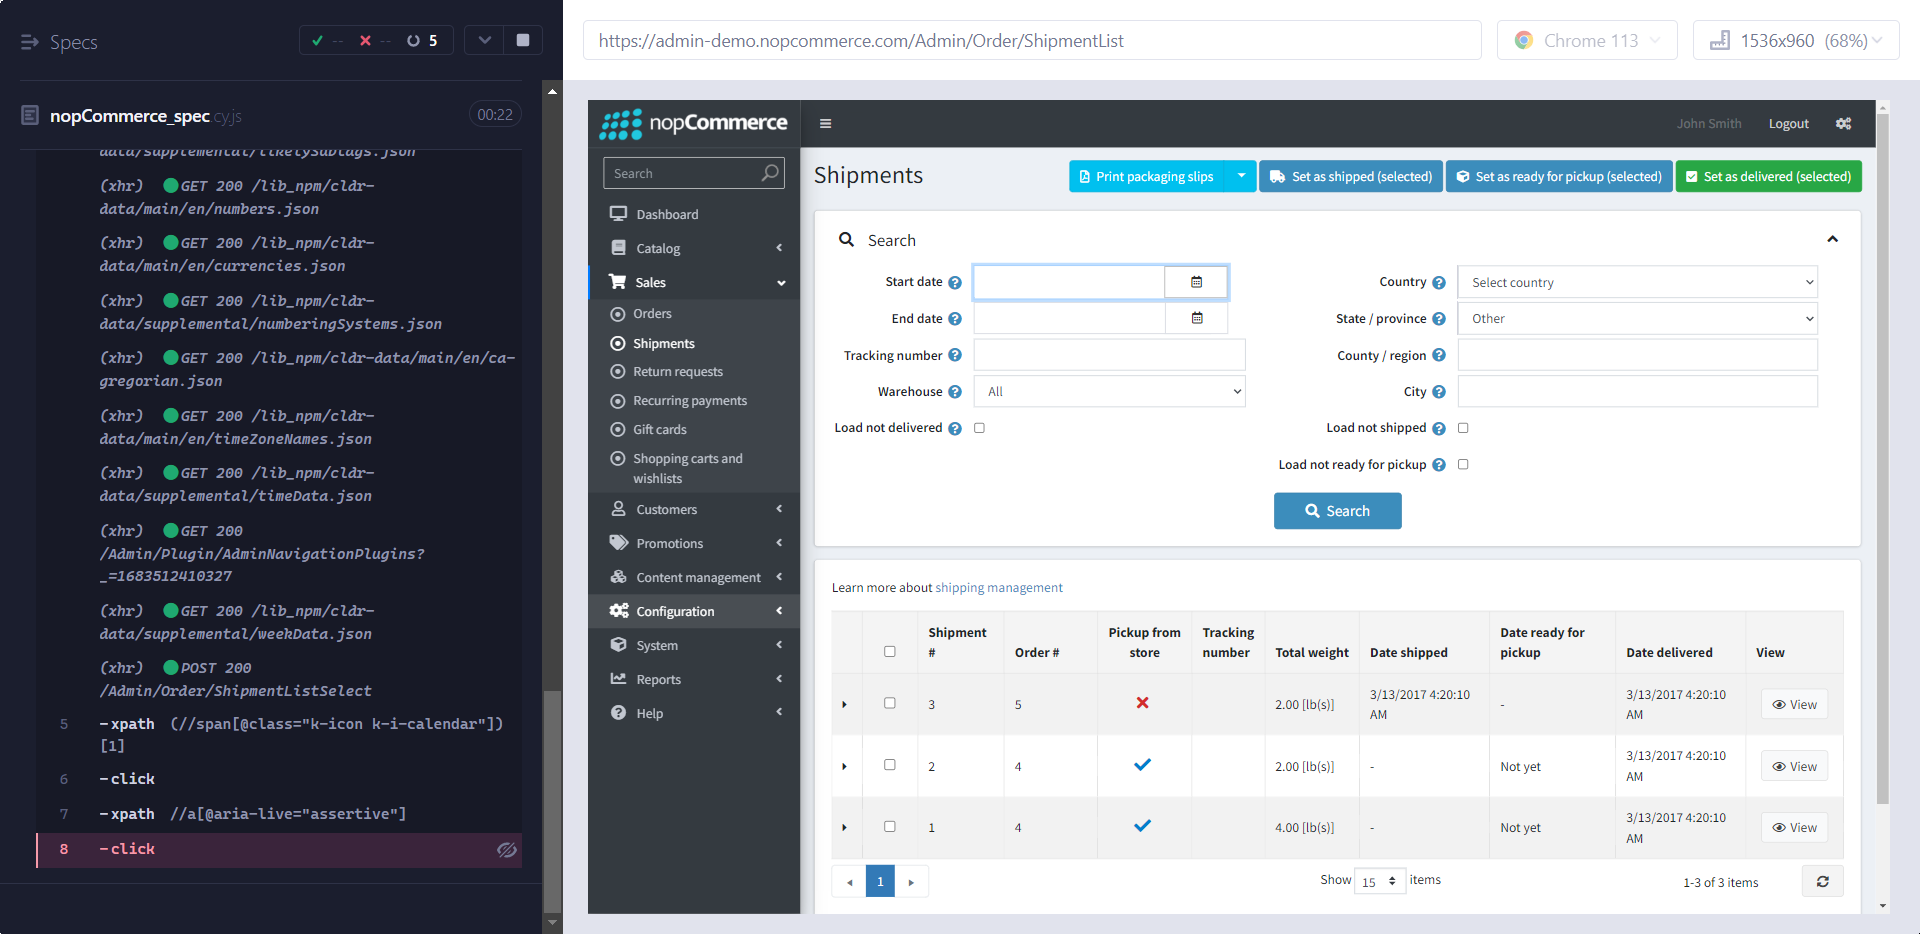 Specs
-- -- 5
https://admin-demo.nopcommerce.com/Admin/Order/ShipmentList
Chrome 113
1536x960 (68%)
nopCommerce_spec.cy.js
00:22
data/supplemental/likelySubtags.json
(xhr) GET 200 /lib_npm/cldr-
data/main/en/numbers.json
(xhr) GET 200 /lib_npm/cldr-
data/main/en/currencies.json
(xhr) GET 200 /lib_npm/cldr-
data/supplemental/numberingSystems.json
(xhr) GET 200 /lib_npm/cldr-data/main/en/ca-
gregorian.json
(xhr) GET 200 /lib_npm/cldr-
data/main/en/timeZoneNames.json
(xhr) GET 200 /lib_npm/cldr-
data/supplemental/timeData.json
(xhr) GET 200
/Admin/Plugin/AdminNavigationPlugins?
_=1683512410327
(xhr) GET 200 /lib_npm/cldr-
data/supplemental/weekData.json
(xhr) POST 200
/Admin/Order/ShipmentListSelect
5 -xpath (//span[@class="k-icon k-i-calendar"])
[1]
6 -click
7 -xpath //a[@aria-live="assertive"]
8 -click
nopCommerce
John Smith
Logout
Search
Dashboard
Catalog
Sales
Orders
Shipments
Return requests
Recurring payments
Gift cards
Shopping carts and
wishlists
Customers
Promotions
Content management
Configuration
System
Reports
Help
Shipments
Print packaging slips
Set as shipped (selected)
Set as ready for pickup (selected)
Set as delivered (selected)
Search
Start date
Country Select country
End date
State / province Other
Tracking number
County / region
Warehouse All
City
Load not delivered
Load not shipped
Load not ready for pickup
Search
Learn more about shipping management
Shipment
#
Order #
Pickup from
store
Tracking
number
Total weight
Date shipped
Date ready for
pickup
Date delivered
View
3 5 2.00 [lb(s)] 3/13/2017 4:20:10 AM - 3/13/2017 4:20:10 AM View
2 4 2.00 [lb(s)] - Not yet 3/13/2017 4:20:10 AM View
1 4 4.00 [lb(s)] - Not yet 3/13/2017 4:20:10 AM View
1
Show 15 items
1-3 of 3 items